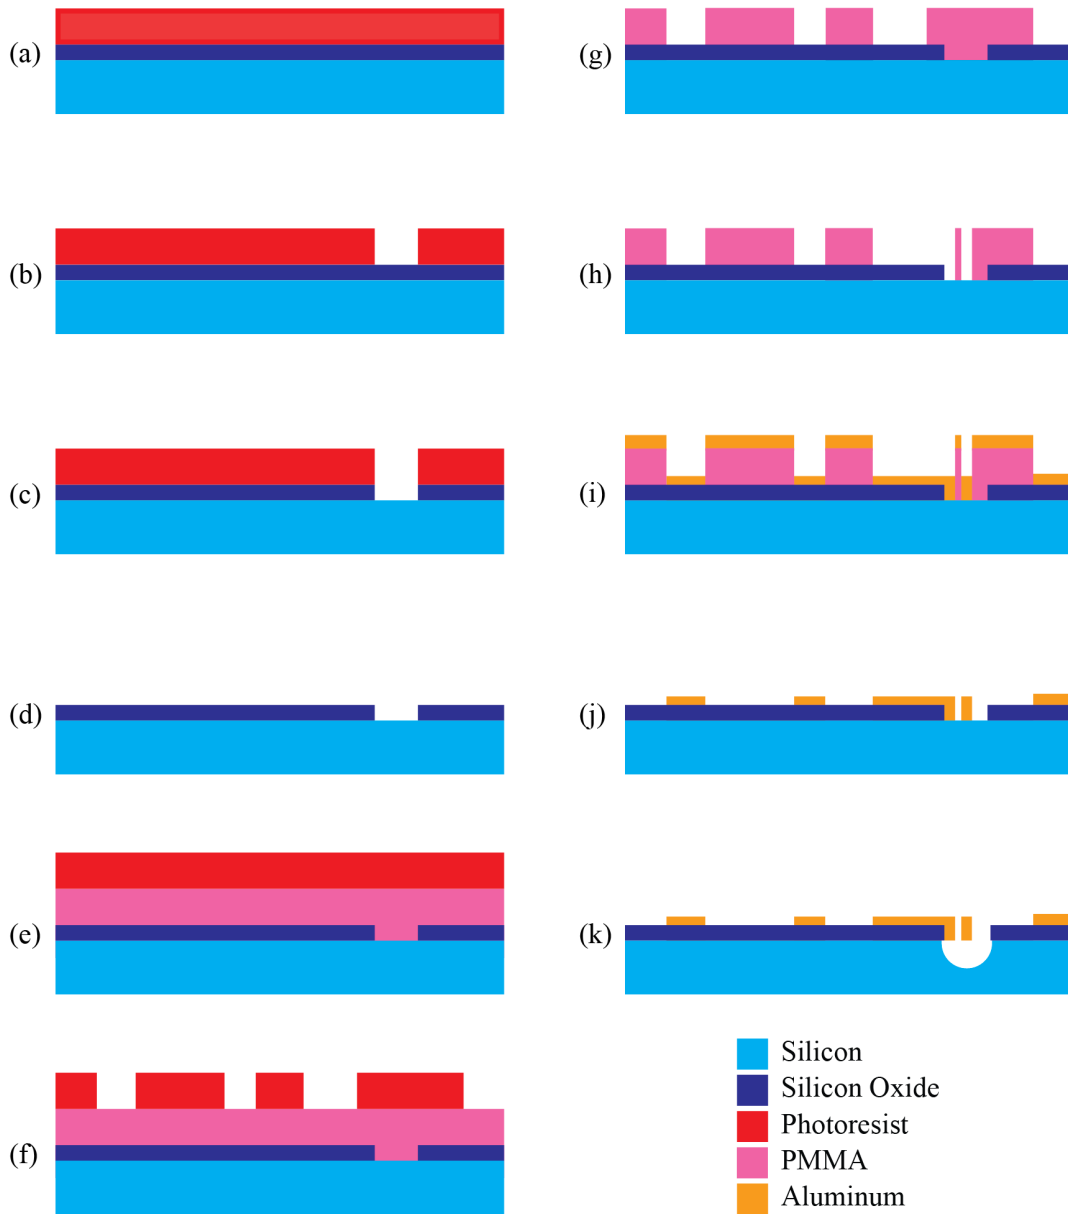 (a)
(b)
(c)
(d)
(e)
(f)
(g)
(h)
(i)
(j)
(k)
Silicon
Silicon Oxide
Photoresist
PMMA
Aluminum